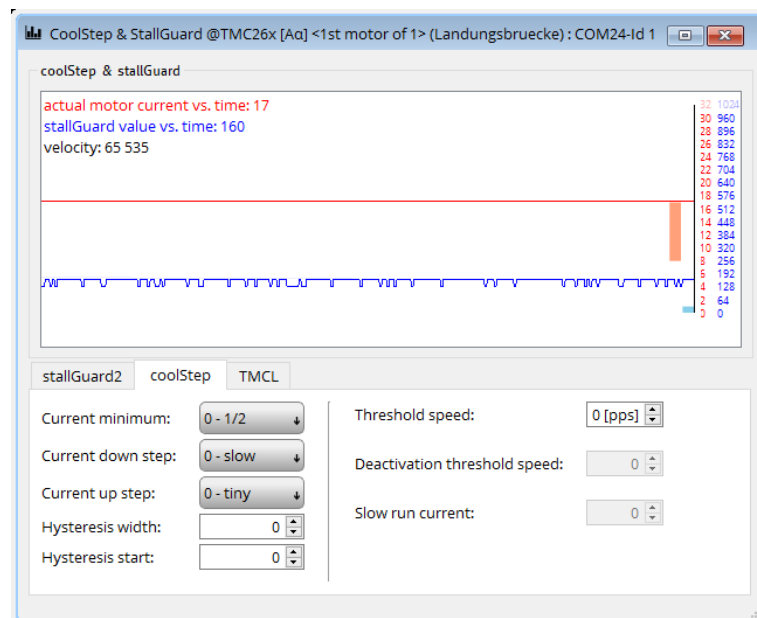 CoolStep & StallGuard @TMC26x [Aα] <1st motor of 1> (Landungsbruecke) : COM24-Id 1
coolStep & stallGuard
actual motor current vs. time: 17
stallGuard value vs. time: 160
velocity: 65 535
32 1024
30 960
28 896
26 832
24 768
22 704
20 640
18 576
16 512
14 448
12 384
10 320
8 256
6 192
4 128
2 64
0 0
stallGuard2 coolStep TMCL
Current minimum: 0 - 1/2
Current down step: 0 - slow
Current up step: 0 - tiny
Hysteresis width: 0
Hysteresis start: 0
Threshold speed: 0 [pps]
Deactivation threshold speed: 0
Slow run current: 0